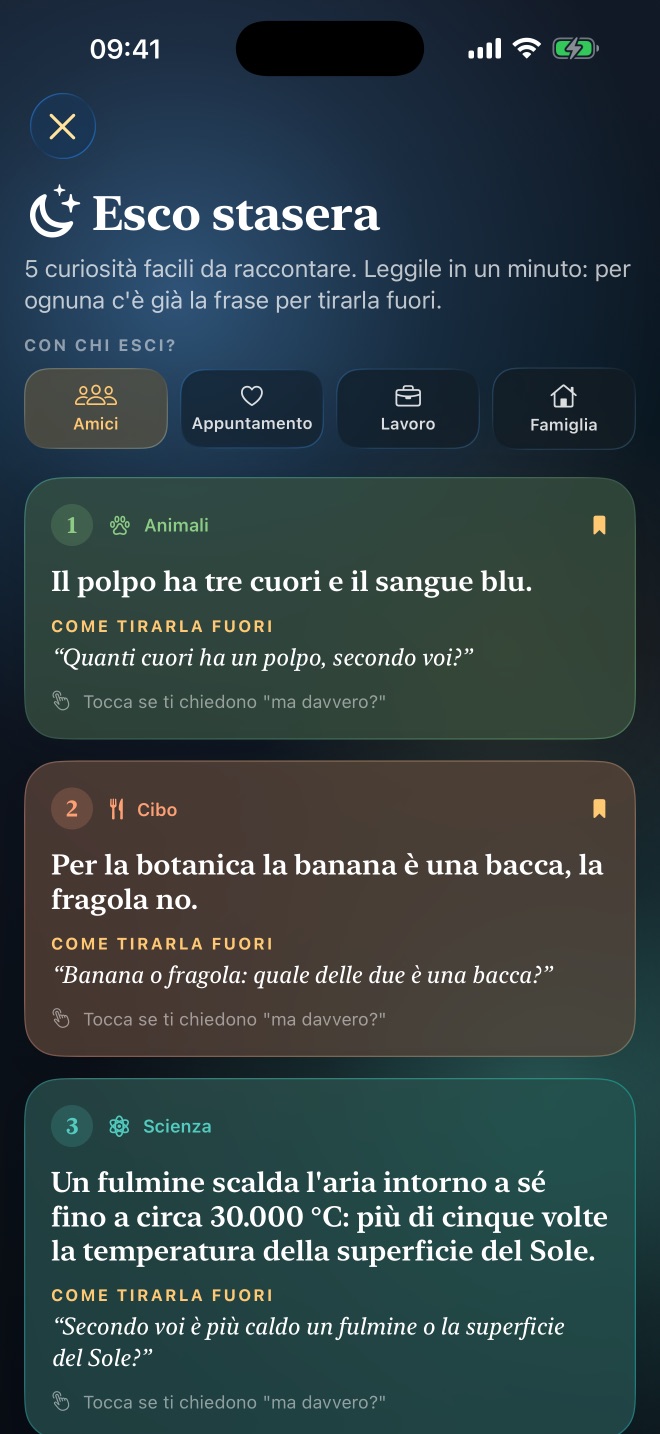 09:41
Esco stasera
5 curiosità facili da raccontare. Leggile in un minuto: per
ognuna c'è già la frase per tirarla fuori.
CON CHI ESCI?
Amici
Appuntamento
Lavoro
Famiglia
1
Animali
Il polpo ha tre cuori e il sangue blu.
COME TIRARLA FUORI
“Quanti cuori ha un polpo, secondo voi?”
Tocca se ti chiedono "ma davvero?"
2
Cibo
Per la botanica la banana è una bacca, la
fragola no.
COME TIRARLA FUORI
“Banana o fragola: quale delle due è una bacca?”
Tocca se ti chiedono "ma davvero?"
3
Scienza
Un fulmine scalda l'aria intorno a sé
fino a circa 30.000 °C: più di cinque volte
la temperatura della superficie del Sole.
COME TIRARLA FUORI
“Secondo voi è più caldo un fulmine o la superficie
del Sole?”
Tocca se ti chiedono "ma davvero?"